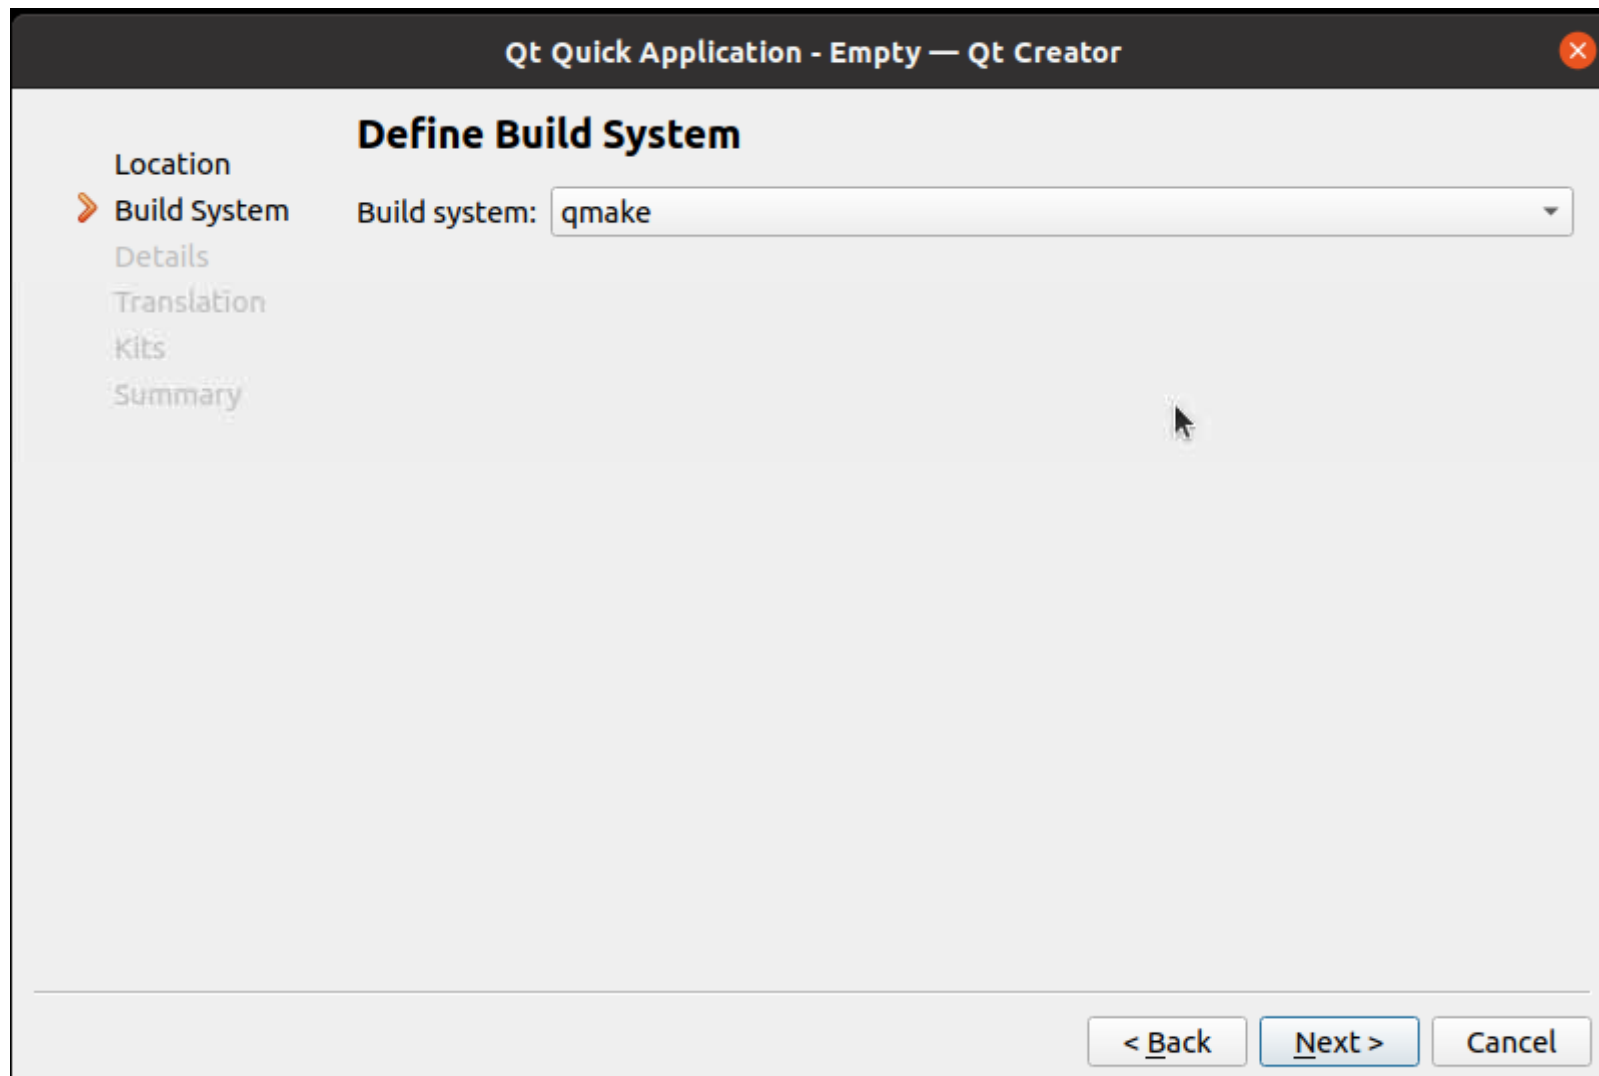 Qt Quick Application - Empty — Qt Creator
Define Build System
Location
Build System
Details
Translation
Kits
Summary
Build system: qmake
< Back
Next >
Cancel